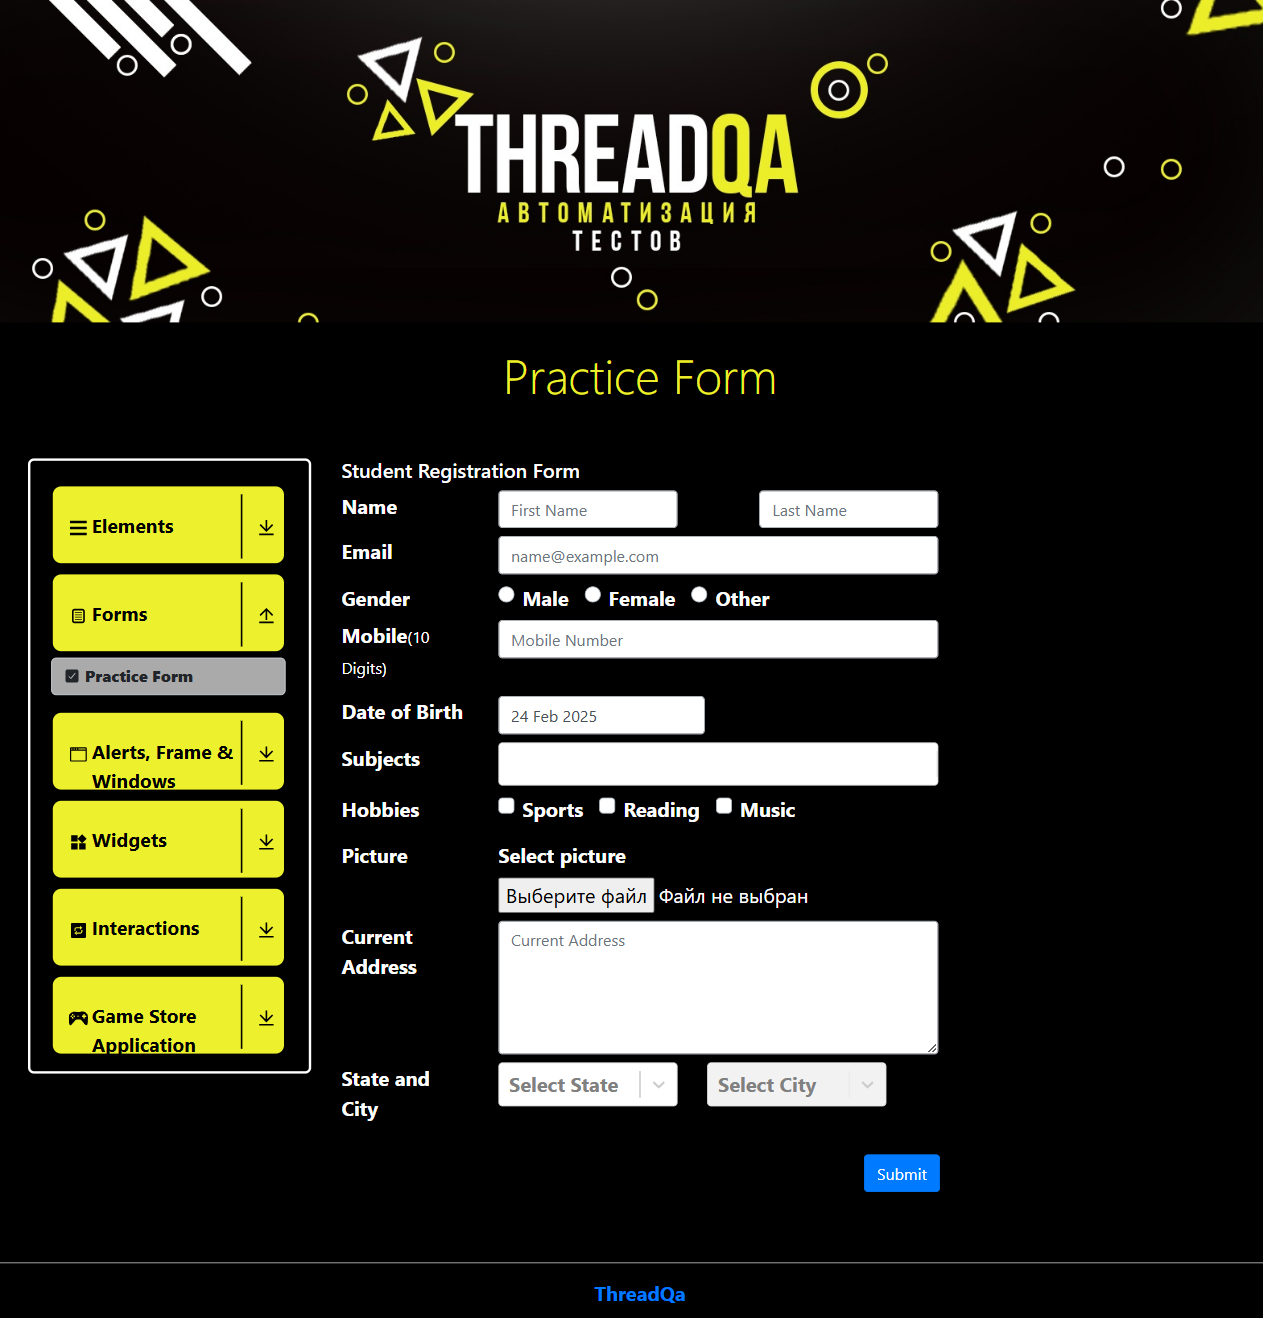 THREADQA
АВТОМАТИЗАЦИЯ
ТЕСТОВ
Practice Form
Elements
Forms
Practice Form
Alerts, Frame &
Windows
Widgets
Interactions
Game Store
Application
Student Registration Form
Name First Name Last Name
Email name@example.com
Gender Male Female Other
Mobile(10 Mobile Number
Digits)
Date of Birth 24 Feb 2025
Subjects
Hobbies Sports Reading Music
Picture Select picture
Выберите файл Файл не выбран
Current Current Address
Address
State and Select State Select City
City
Submit
ThreadQa